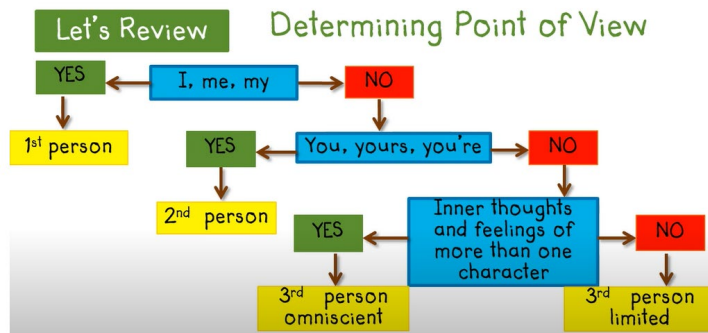 Let's Review
Determining Point of View
YES
I, me, my
NO
1st person
YES
You, yours, you're
NO
2nd person
YES
Inner thoughts
and feelings of
more than one
character
NO
3rd person
omniscient
3rd person
limited